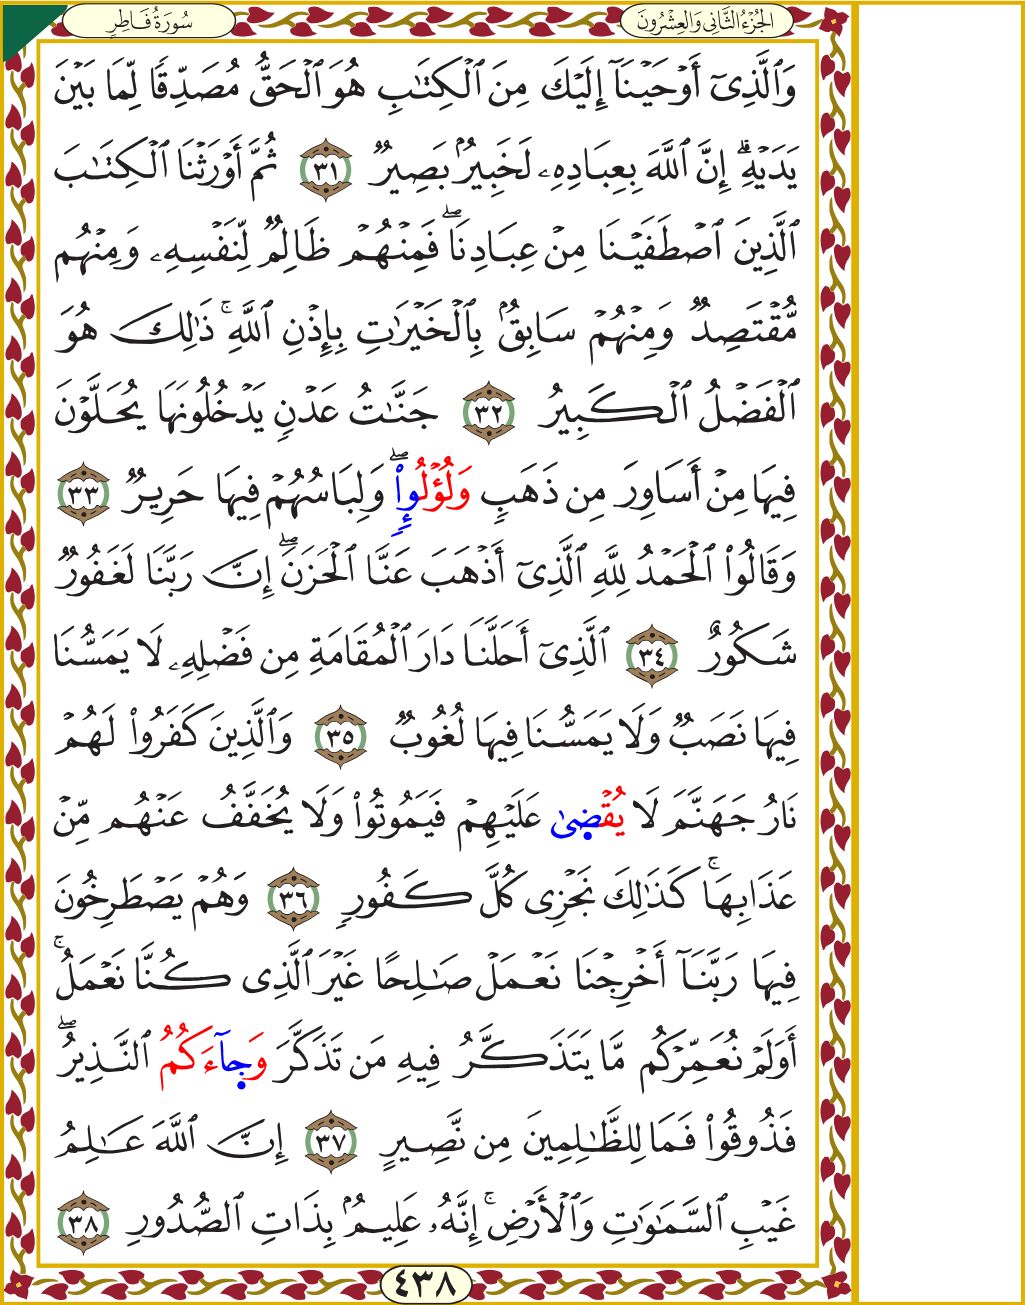 الجُزْءُ الثَّانِي وَالعِشْرُونَ
سُورَةُ فَاطِرٍ
وَٱلَّذِىٓ أَوۡحَيۡنَآ إِلَيۡكَ مِنَ ٱلۡكِتَٰبِ هُوَ ٱلۡحَقُّ مُصَدِّقٗا لِّمَا بَيۡنَ
يَدَيۡهِۗ إِنَّ ٱللَّهَ بِعِبَادِهِۦ لَخَبِيرُۢ بَصِيرٞ ٣١ ثُمَّ أَوۡرَثۡنَا ٱلۡكِتَٰبَ
ٱلَّذِينَ ٱصۡطَفَيۡنَا مِنۡ عِبَادِنَاۖ فَمِنۡهُمۡ ظَالِمٞ لِّنَفۡسِهِۦ وَمِنۡهُم
مُّقۡتَصِدٞ وَمِنۡهُمۡ سَابِقُۢ بِٱلۡخَيۡرَٰتِ بِإِذۡنِ ٱللَّهِۚ ذَٰلِكَ هُوَ
ٱلۡفَضۡلُ ٱلۡكَبِيرُ ٣٢ جَنَّٰتُ عَدۡنٖ يَدۡخُلُونَهَا يُحَلَّوۡنَ
فِيهَا مِنۡ أَسَاوِرَ مِن ذَهَبٖ وَلُؤۡلُوِٕاْۖ وَلِبَاسُهُمۡ فِيهَا حَرِيرٞ ٣٣
وَقَالُواْ ٱلۡحَمۡدُ لِلَّهِ ٱلَّذِىٓ أَذۡهَبَ عَنَّا ٱلۡحَزَنَۖ إِنَّ رَبَّنَا لَغَفُورٞ
شَكُورٌ ٣٤ ٱلَّذِىٓ أَحَلَّنَا دَارَ ٱلۡمُقَامَةِ مِن فَضۡلِهِۦ لَا يَمَسُّنَا
فِيهَا نَصَبٞ وَلَا يَمَسُّنَا فِيهَا لُغُوبٞ ٣٥ وَٱلَّذِينَ كَفَرُواْ لَهُمۡ
نَارُ جَهَنَّمَ لَا يُقۡضِىٰ عَلَيۡهِمۡ فَيَمُوتُواْ وَلَا يُخَفَّفُ عَنۡهُم مِّنۡ
عَذَابِهَاۚ كَذَٰلِكَ نَجۡزِى كُلَّ كَفُورٖ ٣٦ وَهُمۡ يَصۡطَرِخُونَ
فِيهَا رَبَّنَآ أَخۡرِجۡنَا نَعۡمَلۡ صَٰلِحًا غَيۡرَ ٱلَّذِى كُنَّا نَعۡمَلُۚ
أَوَلَمۡ نُعَمِّرۡكُم مَّا يَتَذَكَّرُ فِيهِ مَن تَذَكَّرَ وَجَآءَكُمُ ٱلنَّذِيرُۖ
فَذُوقُواْ فَمَا لِلظَّٰلِمِينَ مِن نَّصِيرٍ ٣٧ إِنَّ ٱللَّهَ عَٰلِمُ
غَيۡبِ ٱلسَّمَٰوَٰتِ وَٱلۡأَرۡضِۚ إِنَّهُۥ عَلِيمُۢ بِذَاتِ ٱلصُّدُورِ ٣٨
٤٣٨